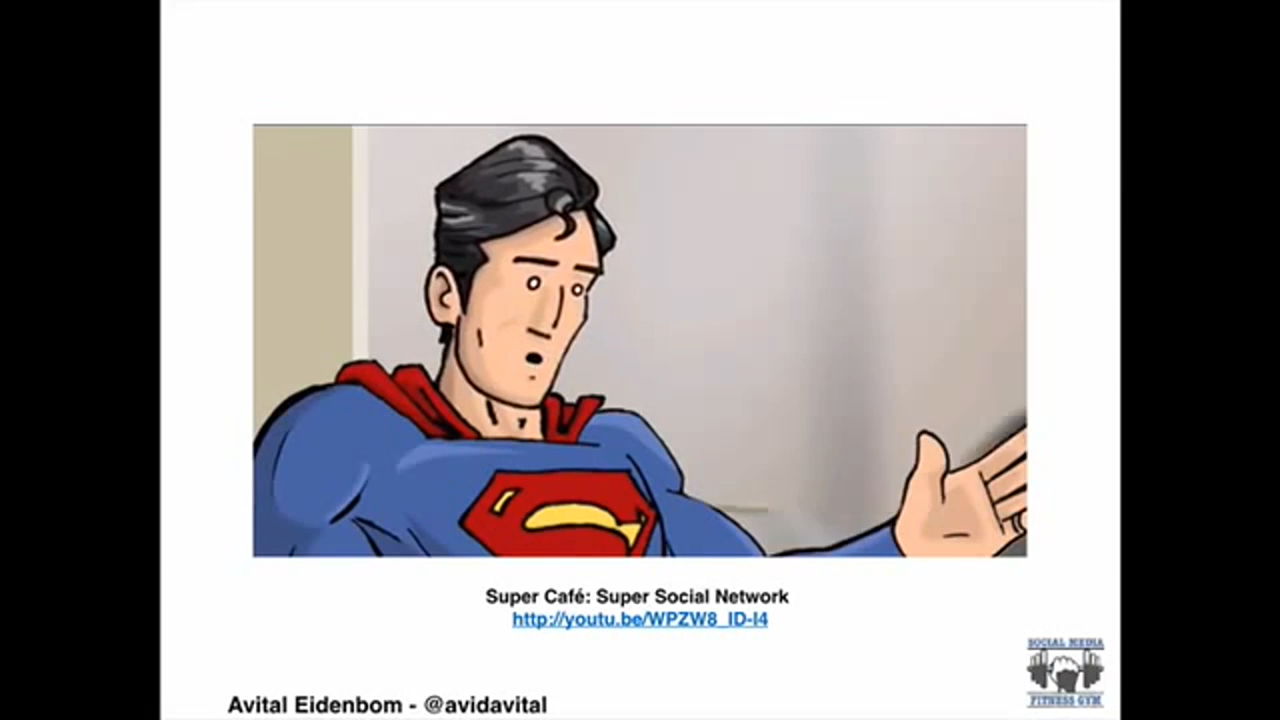 Super Café: Super Social Network
http://youtu.be/WPZW8_ID-I4
SOCIAL MEDIA
FITNESS GYM
Avital Eidenbom - @avidavital